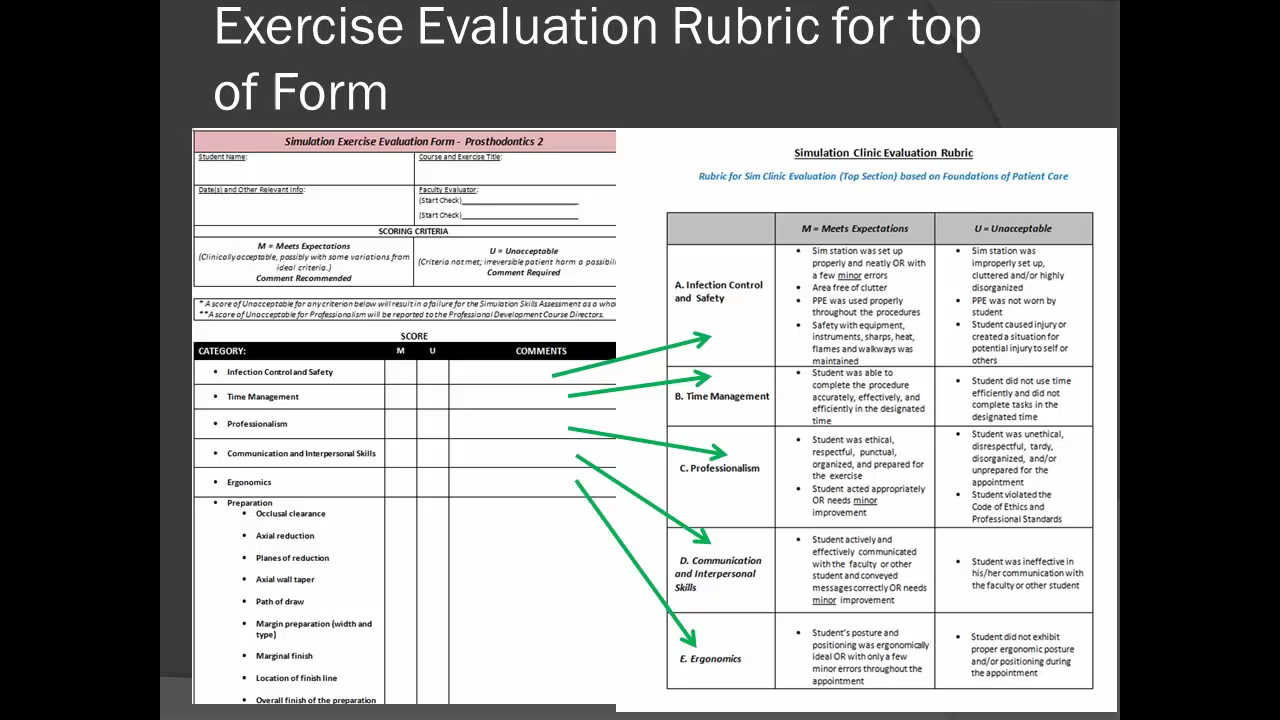 Exercise Evaluation Rubric for top
of Form
Simulation Exercise Evaluation Form - Prosthodontics 2
Student Name:
Course and Exercise Title:
Date(s) and Other Relevant Info:
Faculty Evaluator:
(Start Check)
(Start Check)
SCORING CRITERIA
M = Meets Expectations
(Clinically acceptable, possibly with some variations from
ideal criteria.)
Comment Recommended
U = Unacceptable
(Criteria not met; irreversible patient harm a possibili
Comment Required
* A score of Unacceptable for any criterion below will result in a failure for the Simulation Skills Assessment as a who
**A score of Unacceptable for Professionalism will be reported to the Professional Development Course Directors.
SCORE
CATEGORY: M U COMMENTS
• Infection Control and Safety
• Time Management
• Professionalism
• Communication and Interpersonal Skills
• Ergonomics
• Preparation
• Occlusal clearance
• Axial reduction
• Planes of reduction
• Axial wall taper
• Path of draw
• Margin preparation (width and
type)
• Marginal finish
• Location of finish line
• Overall finish of the preparation
Simulation Clinic Evaluation Rubric
Rubric for Sim Clinic Evaluation (Top Section) based on Foundations of Patient Care
M = Meets Expectations
U = Unacceptable
A. Infection Control
and Safety
• Sim station was set up
properly and neatly OR with
a few minor errors
• Area free of clutter
• PPE was used properly
throughout the procedures
• Safety with equipment,
instruments, sharps, heat,
flames and walkways was
maintained
• Sim station was
improperly set up,
cluttered and/or highly
disorganized
• PPE was not worn by
student
• Student caused injury or
created a situation for
potential injury to self or
others
B. Time Management
• Student was able to
complete the procedure
accurately, effectively, and
efficiently in the designated
time
• Student did not use time
efficiently and did not
complete tasks in the
designated time
C. Professionalism
• Student was ethical,
respectful, punctual,
organized, and prepared for
the exercise
• Student acted appropriately
OR needs minor
improvement
• Student was unethical,
disrespectful, tardy,
disorganized, and/or
unprepared for the
appointment
• Student violated the
Code of Ethics and
Professional Standards
D. Communication
and Interpersonal
Skills
• Student actively and
effectively communicated
with the faculty or other
student and conveyed
messages correctly OR needs
minor improvement
• Student was ineffective in
his/her communication with
the faculty or other student
E. Ergonomics
• Student's posture and
positioning was ergonomically
ideal OR with only a few
minor errors throughout the
appointment
• Student did not exhibit
proper ergonomic posture
and/or positioning during
the appointment